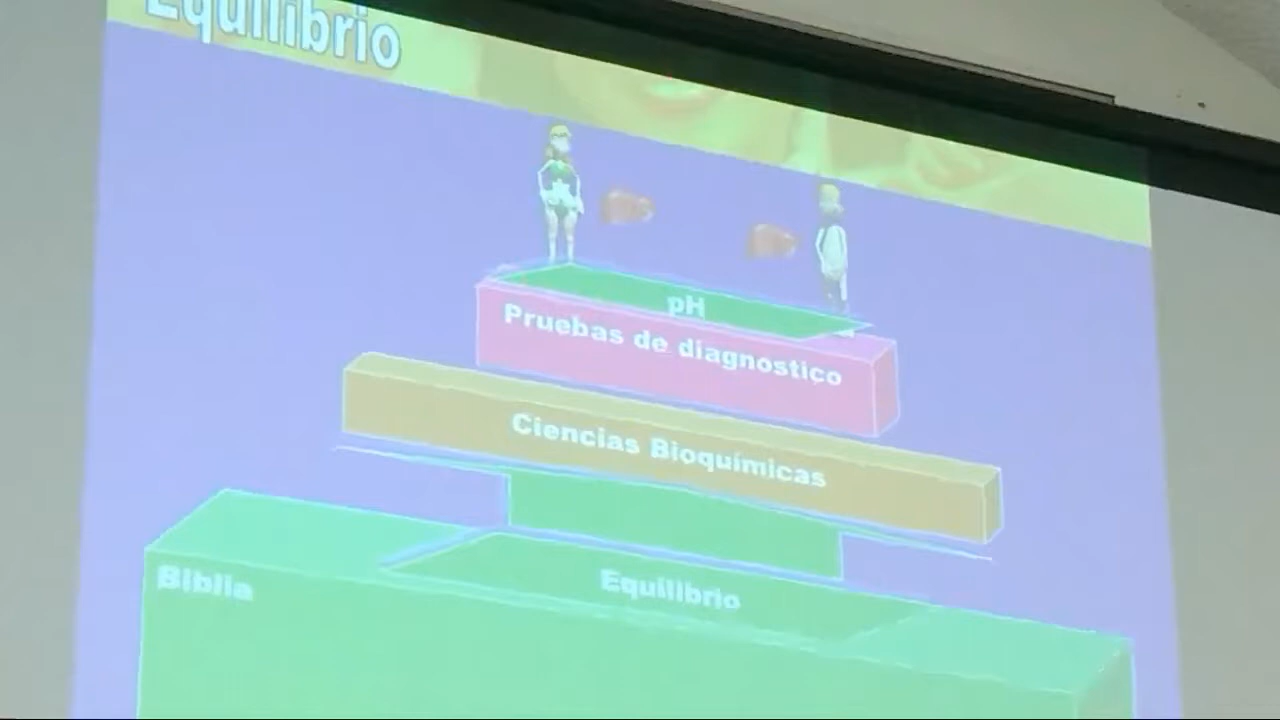 Equilibrio
pH
Pruebas de diagnostico
Ciencias Bioquímicas
Biblia
Equilibrio